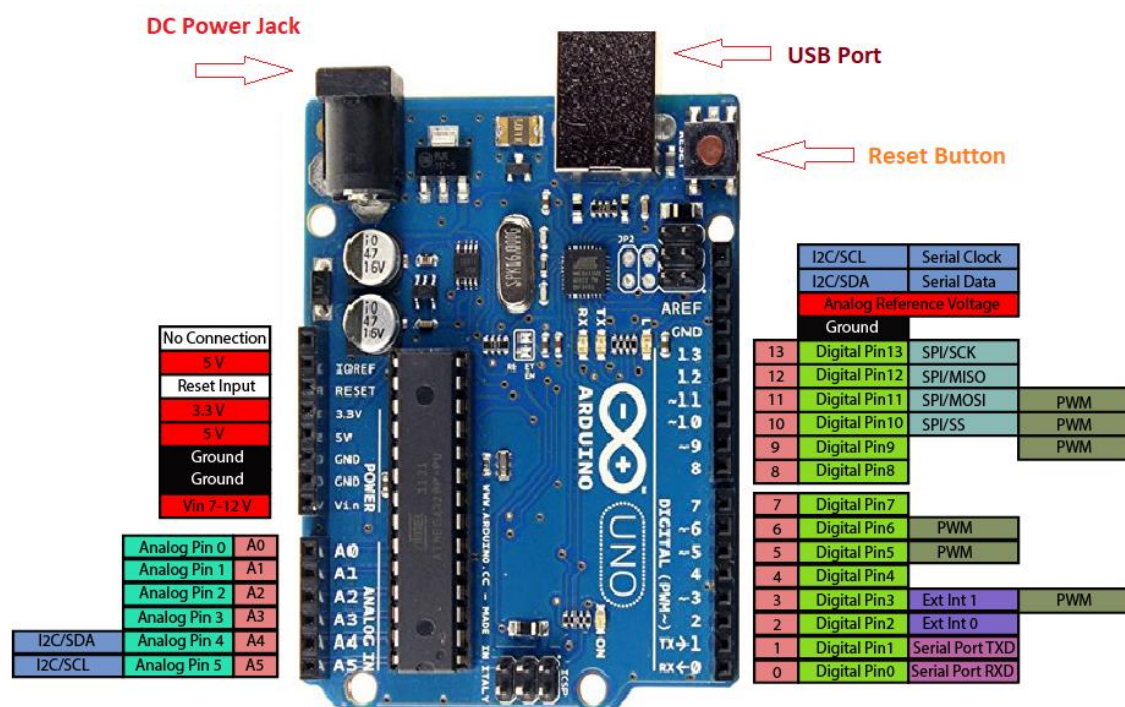 DC Power Jack
USB Port
Reset Button
RESET
SPK16.000G
JP2
10
47
16V
10
47
16V
RX
TX
L
RESET EN
AREF
GND
13
12
~11
~10
~9
8
7
~6
~5
4
~3
2
TX→1
RX←0
DIGITAL (PWM~)
IOREF
RESET
3.3V
5V
GND
GND
Vin
POWER
A0
A1
A2
A3
A4
A5
ANALOG IN
ATMEL
WWW.ARDUINO.CC - MADE IN ITALY
ARDUINO
UNO
ON
ICSP
No Connection
5 V
Reset Input
3.3 V
5 V
Ground
Ground
Vin 7-12 V
Analog Pin 0 A0
Analog Pin 1 A1
Analog Pin 2 A2
Analog Pin 3 A3
I2C/SDA Analog Pin 4 A4
I2C/SCL Analog Pin 5 A5
I2C/SCL Serial Clock
I2C/SDA Serial Data
Analog Reference Voltage
Ground
13 Digital Pin13 SPI/SCK
12 Digital Pin12 SPI/MISO
11 Digital Pin11 SPI/MOSI PWM
10 Digital Pin10 SPI/SS PWM
9 Digital Pin9 PWM
8 Digital Pin8
7 Digital Pin7
6 Digital Pin6 PWM
5 Digital Pin5 PWM
4 Digital Pin4
3 Digital Pin3 Ext Int 1 PWM
2 Digital Pin2 Ext Int 0
1 Digital Pin1 Serial Port TXD
0 Digital Pin0 Serial Port RXD